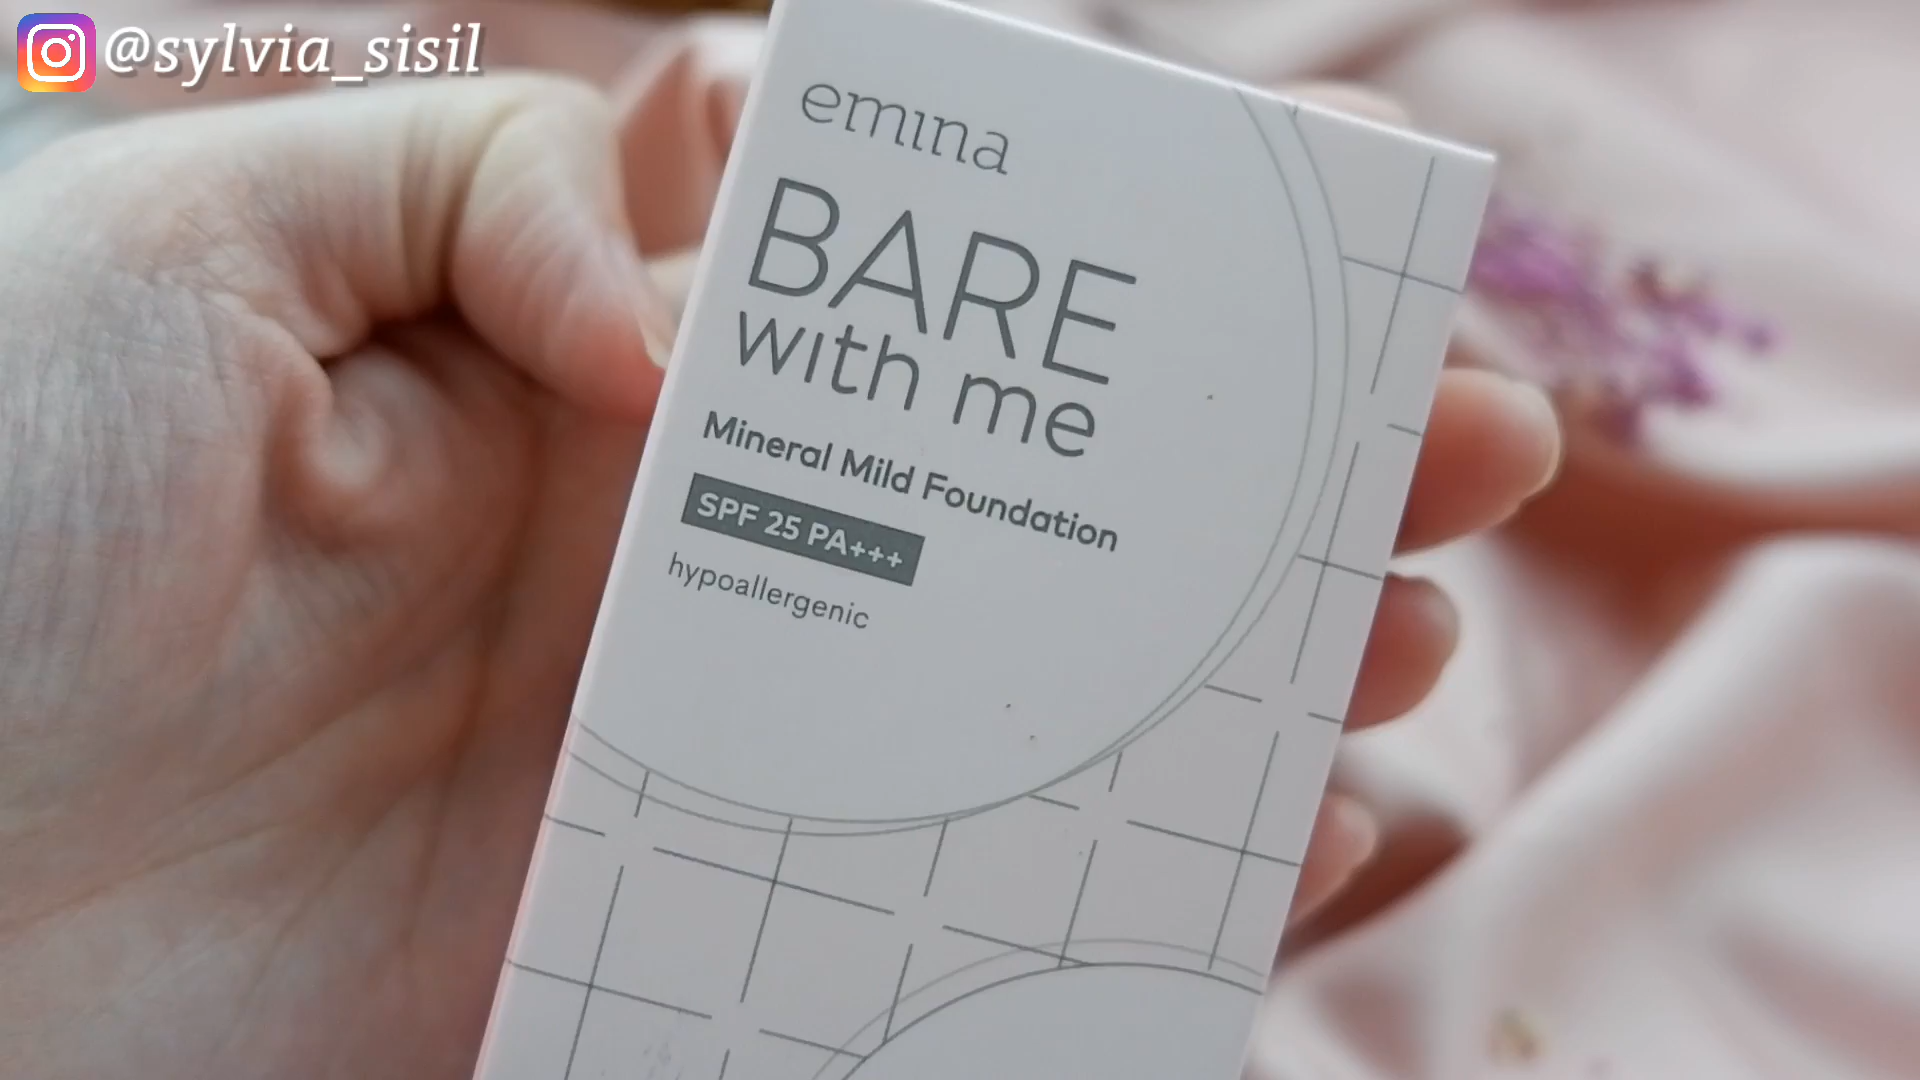 @sylvia_sisil
emina
BARE
with me
Mineral Mild Foundation
SPF 25 PA+++
hypoallergenic